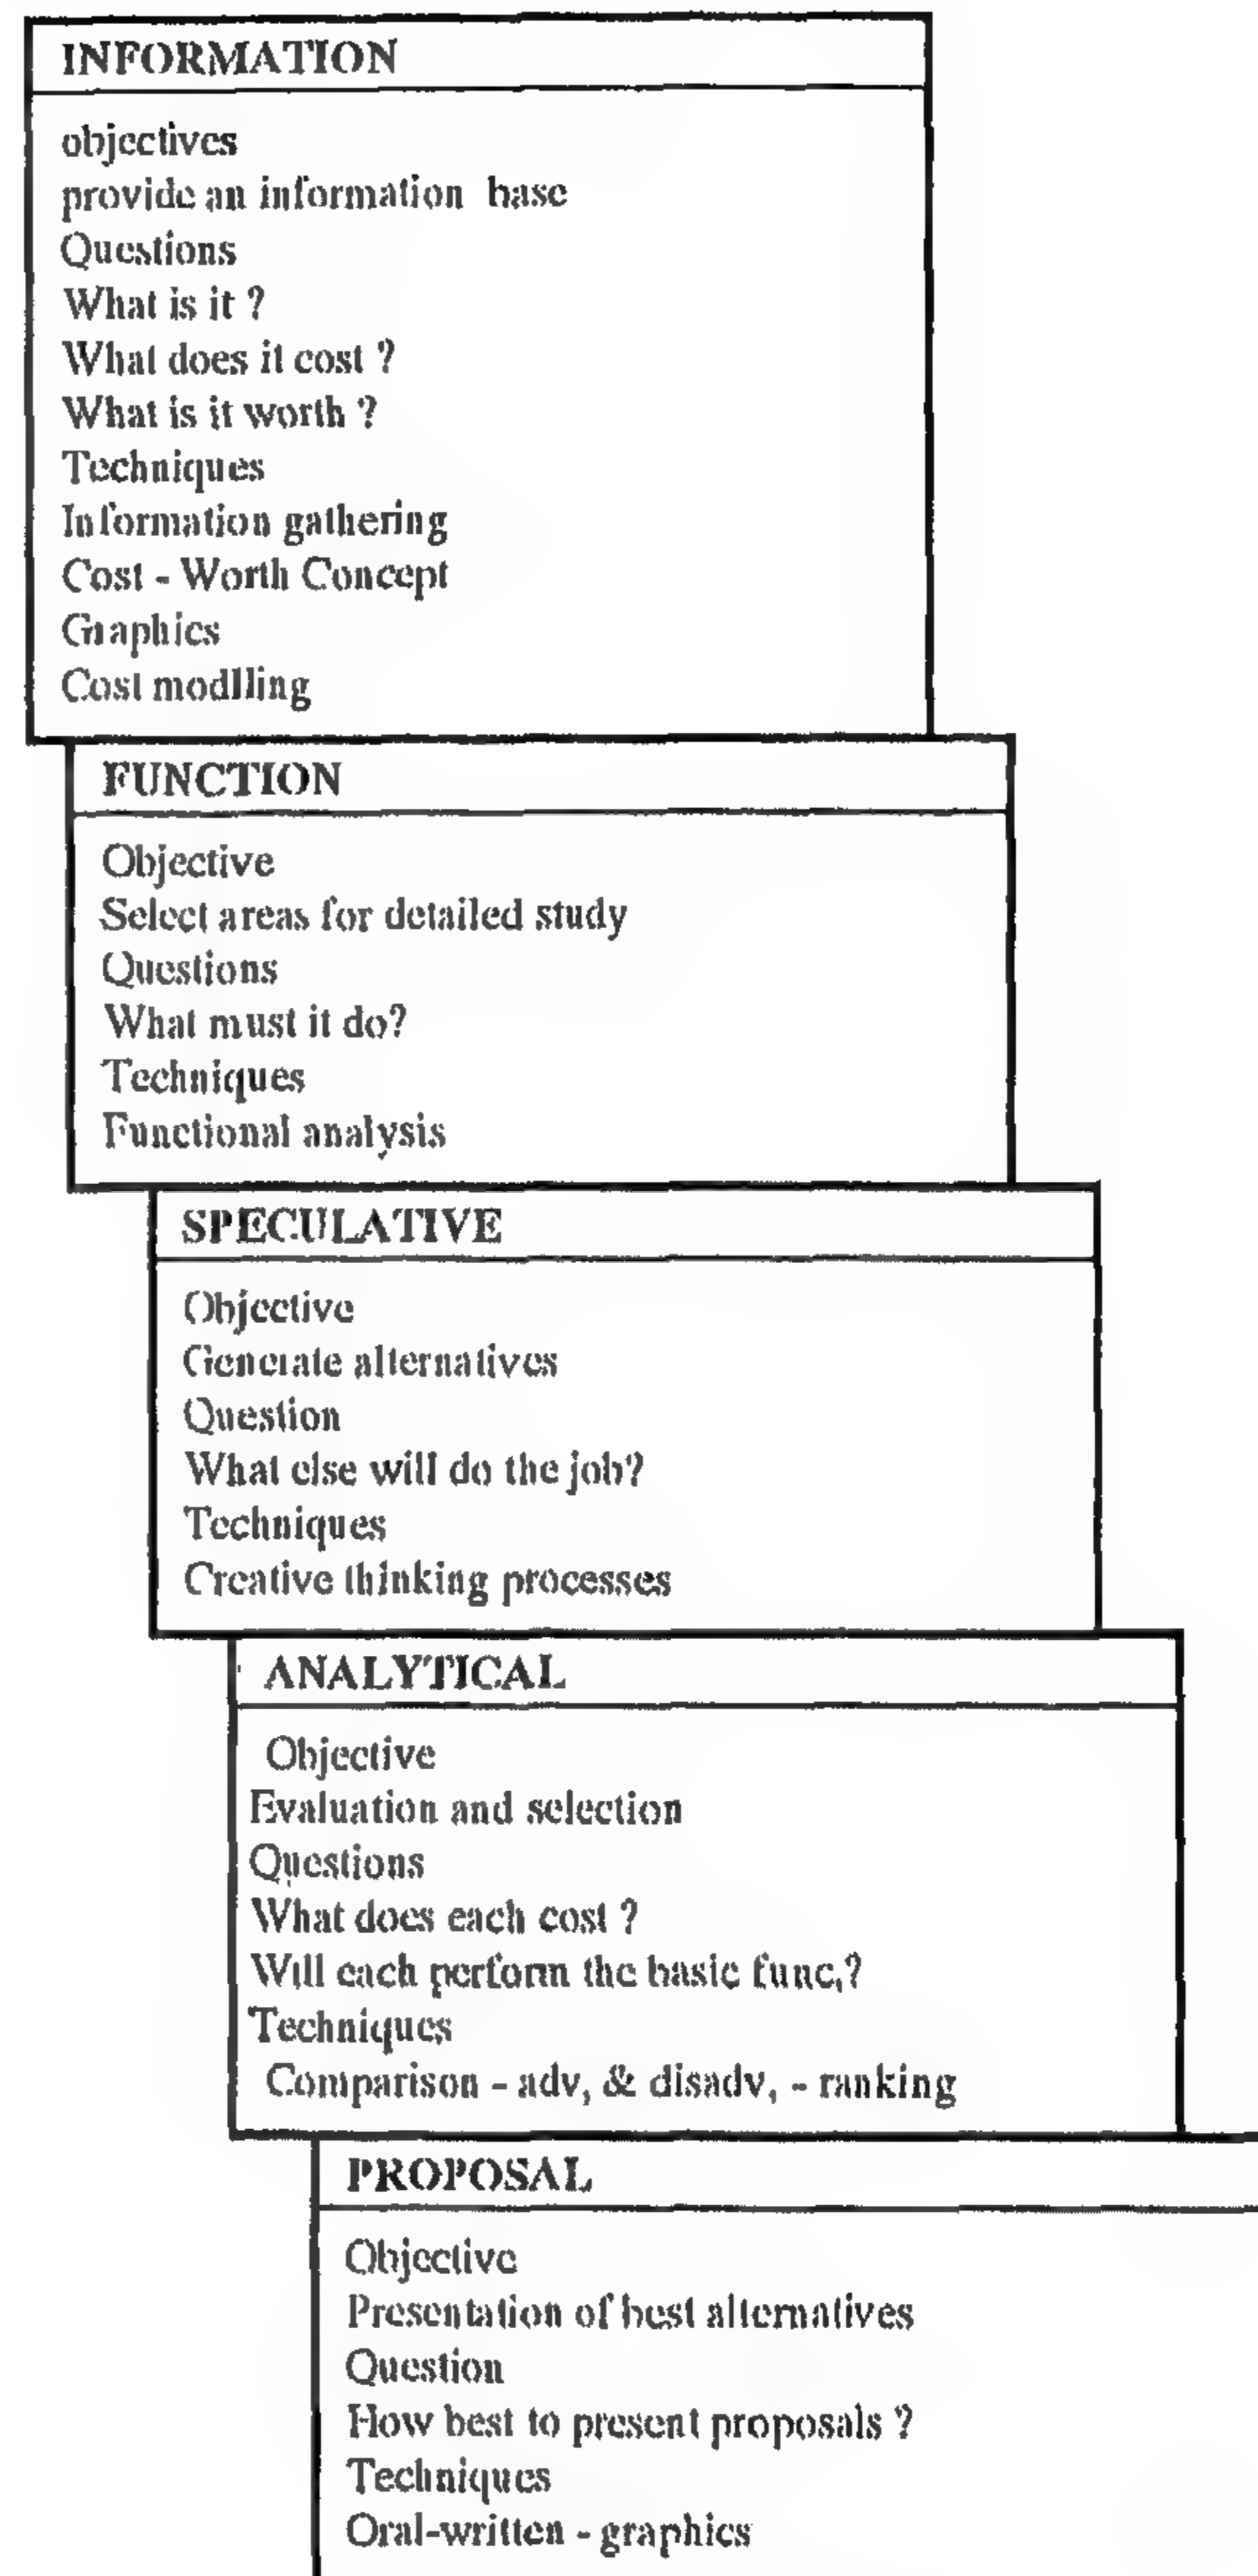 INFORMATION
objectives
provide an information base
Questions
What is it ?
What does it cost ?
What is it worth ?
Techniques
Information gathering
Cost - Worth Concept
Graphics
Cost modlling
FUNCTION
Objective
Select areas for detailed study
Questions
What must it do?
Techniques
Functional analysis
SPECULATIVE
Objective
Generate alternatives
Question
What else will do the job?
Techniques
Creative thinking processes
ANALYTICAL
Objective
Evaluation and selection
Questions
What does each cost ?
Will each perform the basic func,?
Techniques
Comparison - adv, & disadv, - ranking
PROPOSAL
Objective
Presentation of best alternatives
Question
How best to present proposals ?
Techniques
Oral-written - graphics